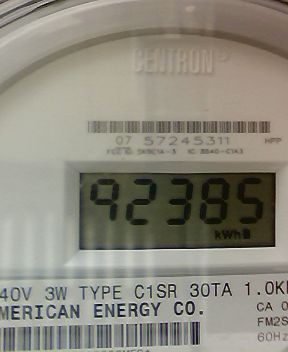 CENTRON
07 57245311 HPP
92385
kWh
40V 3W TYPE C1SR 30TA 1.0K
MERICAN ENERGY CO. CA 0
FM2S
60Hz